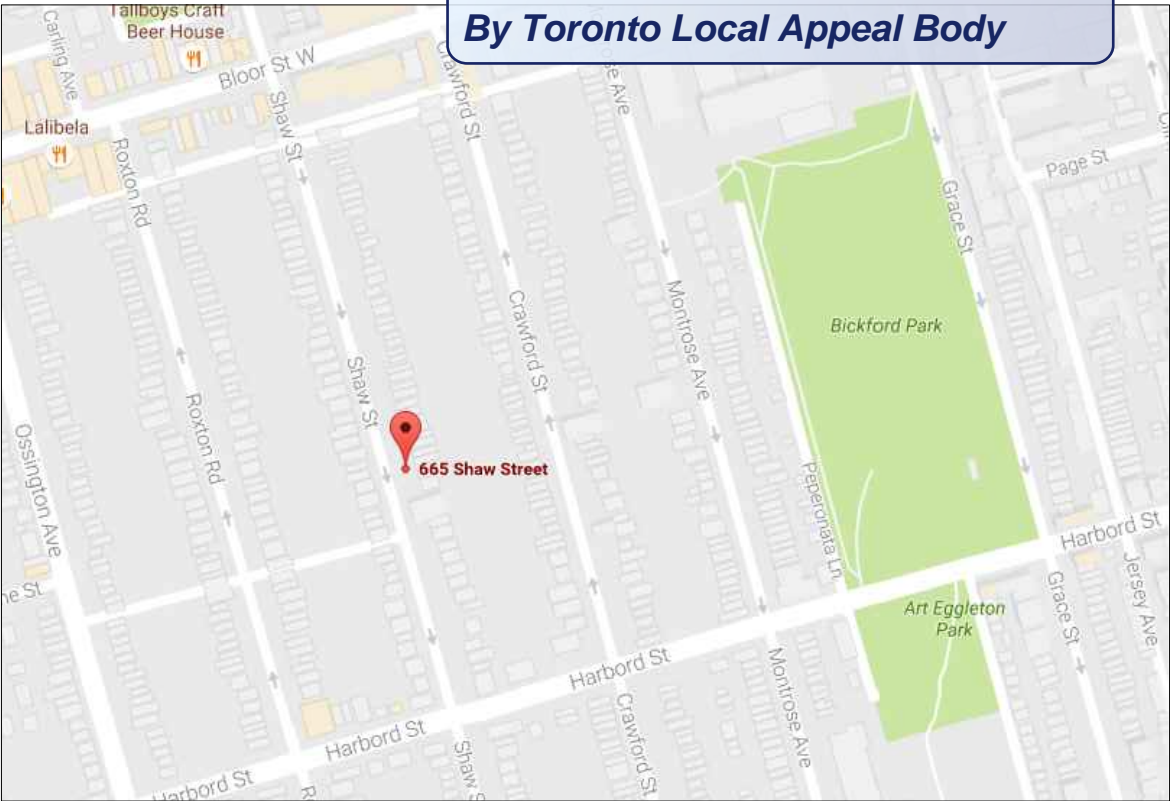 By Toronto Local Appeal Body
Tallboys Craft
Beer House
Carling Ave
Bloor St W
Crawford St
Shaw St
Lalibela
Roxton Rd
Page St
Grace St
Montrose Ave
Crawford St
Bickford Park
Shaw St
Roxton Rd
665 Shaw Street
Ossington Ave
Peperonata Ln
Harbord St
Art Eggleton
Park
Grace St
Jersey Ave
Harbord St
Montrose Ave
Crawford St
Harbord St
Shaw S
Harbord St